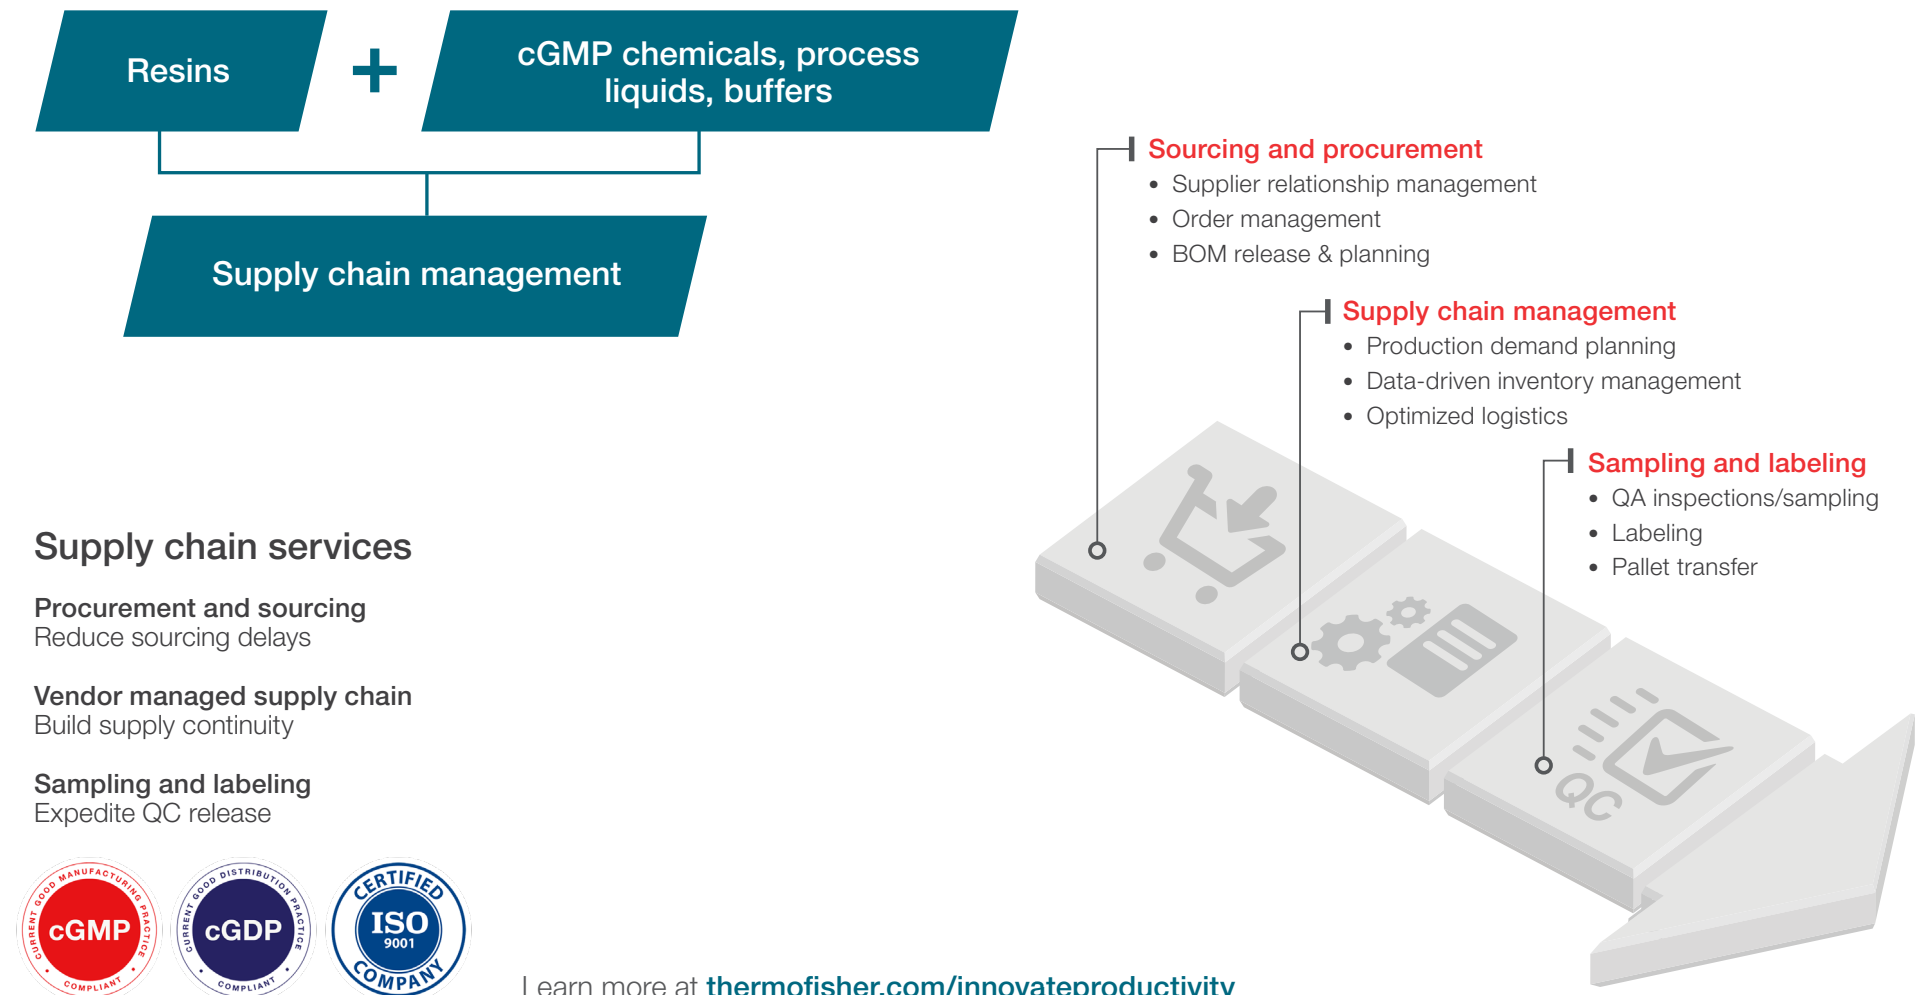 Resins
+
cGMP chemicals, process
liquids, buffers
Supply chain management
Sourcing and procurement
• Supplier relationship management
• Order management
• BOM release & planning
Supply chain management
• Production demand planning
• Data-driven inventory management
• Optimized logistics
Sampling and labeling
• QA inspections/sampling
• Labeling
• Pallet transfer
QC
Supply chain services
Procurement and sourcing
Reduce sourcing delays
Vendor managed supply chain
Build supply continuity
Sampling and labeling
Expedite QC release
CURRENT GOOD MANUFACTURING PRACTICE
cGMP
COMPLIANT
CURRENT GOOD DISTRIBUTION PRACTICE
cGDP
COMPLIANT
CERTIFIED
ISO
9001
COMPANY
Learn more at thermofisher.com/innovateproductivity